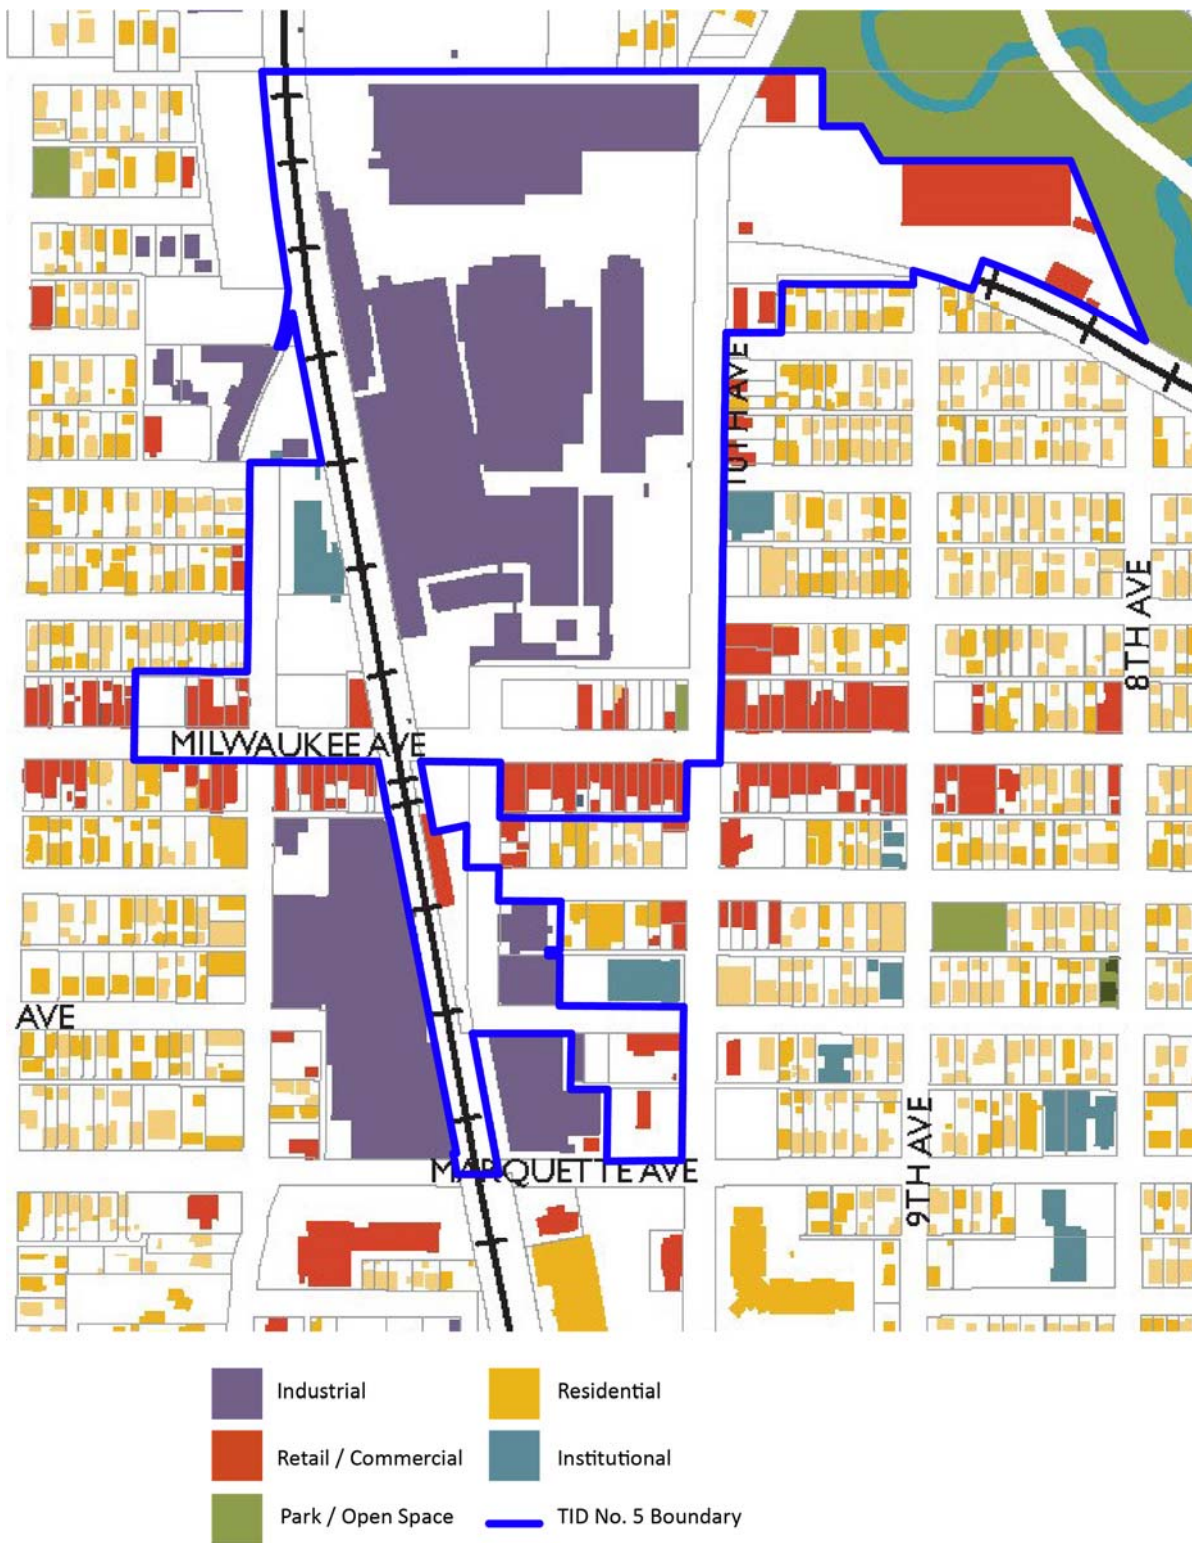 10TH AVE
8TH AVE
MILWAUKEE AVE
AVE
MARQUETTE AVE
9TH AVE
Industrial
Residential
Retail / Commercial
Institutional
Park / Open Space
TID No. 5 Boundary